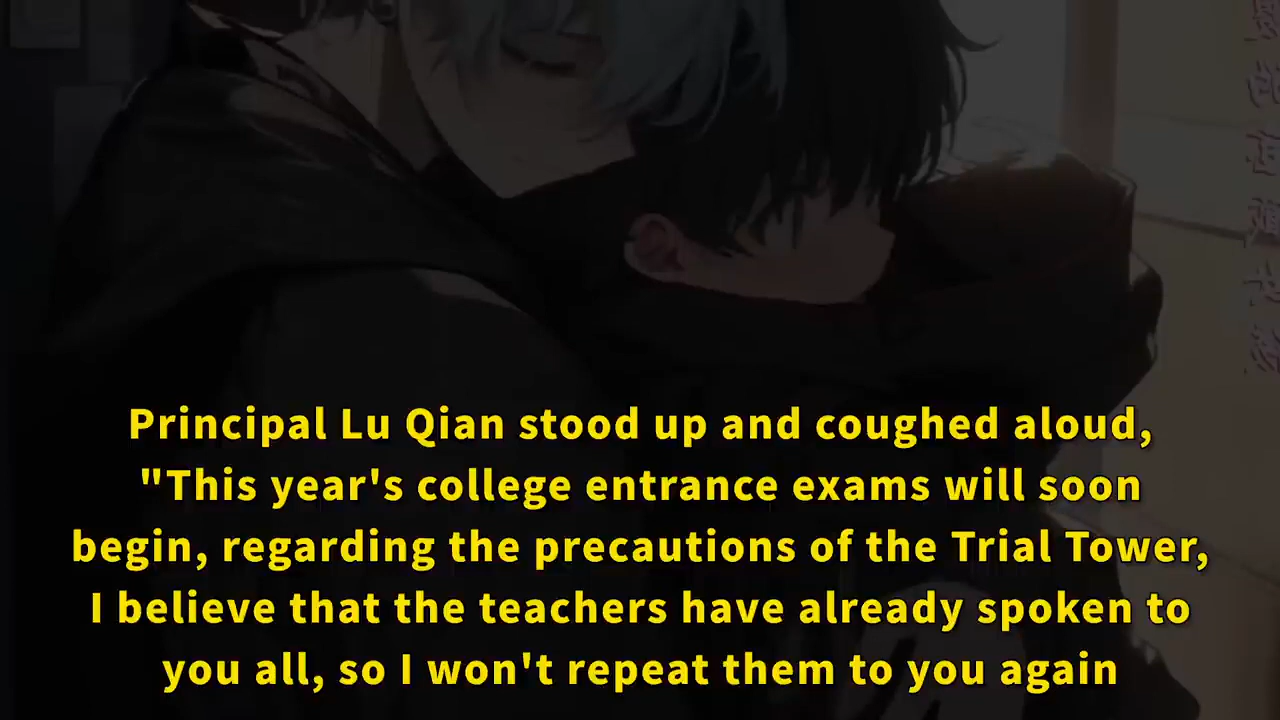 Principal Lu Qian stood up and coughed aloud,
"This year's college entrance exams will soon
begin, regarding the precautions of the Trial Tower,
I believe that the teachers have already spoken to
you all, so I won't repeat them to you again